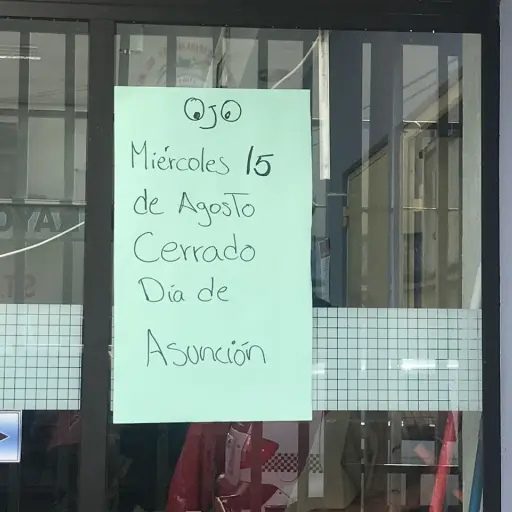 OJO
Miércoles 15
de Agosto
Cerrado
Día de
Asunción